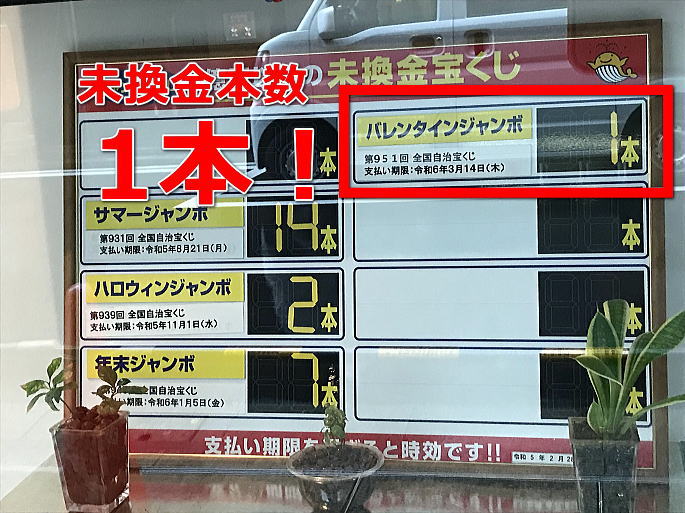 の 未換金宝くじ
未換金本数
1本！
本
バレンタインジャンボ
第951回 全国自治宝くじ
支払い期限：令和6年3月14日(木)
1本
サマージャンボ
第931回 全国自治宝くじ
支払い期限：令和5年8月21日(月)
14本
本
ハロウィンジャンボ
第939回 全国自治宝くじ
支払い期限：令和5年11月1日(水)
2本
本
年末ジャンボ
全国自治宝くじ
支払い期限：令和6年1月5日(金)
7本
本
支払い期限を
ると時効です!!
令和 5 年 2 月